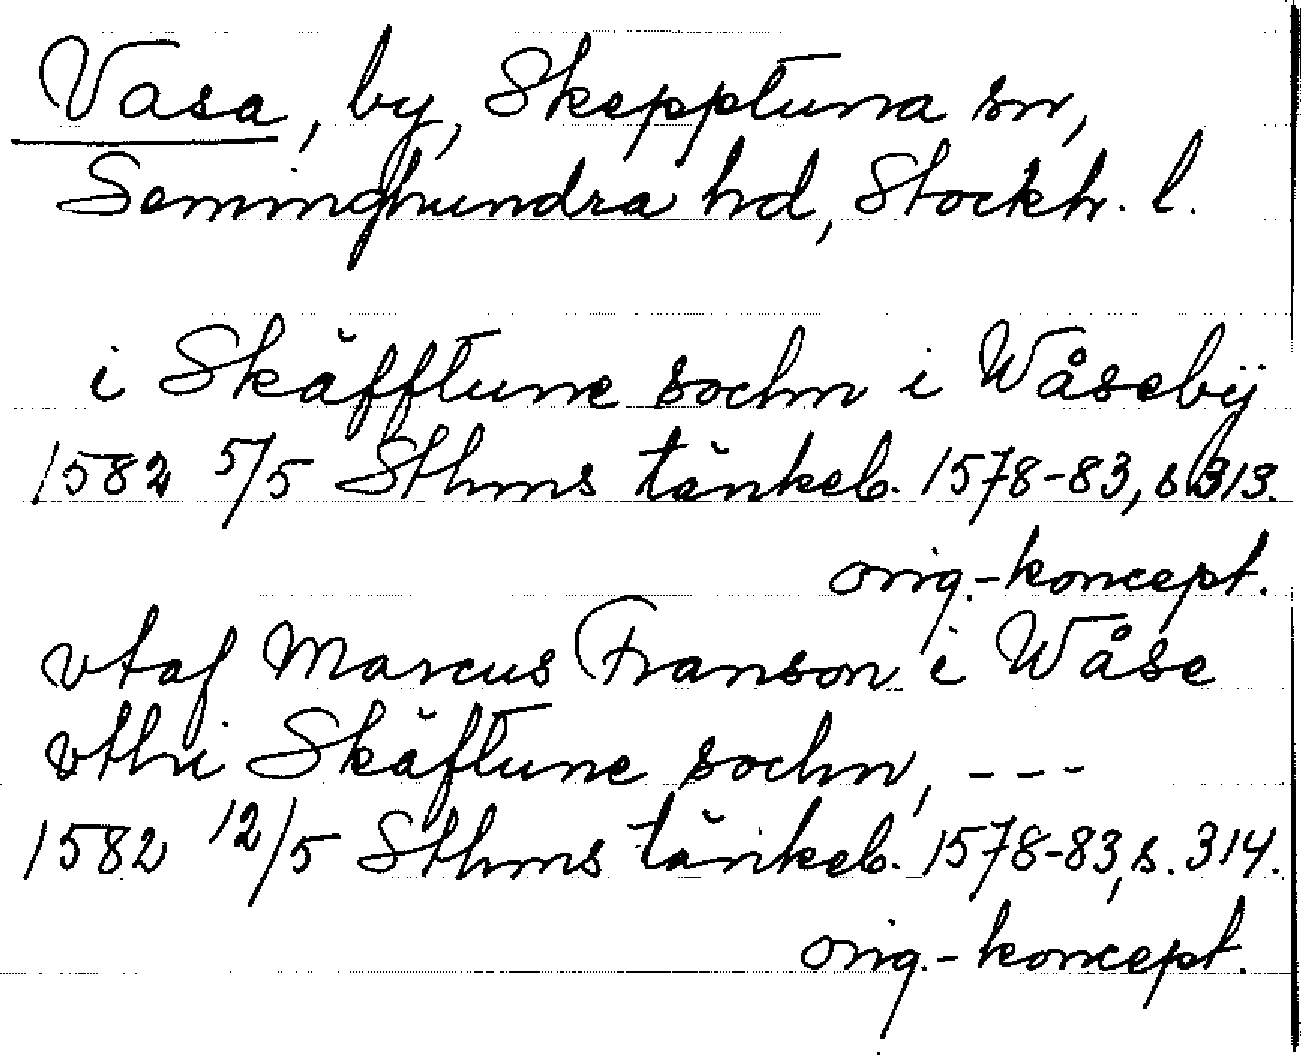 Vasa, by, Skepptuna sn,
Seminghundra hd, Stockh. l.
i Skäfftune sochn i Wåsebÿ
1582 5/5 Sthms tänkeb. 1578-83, s. 313.
orig.-koncept.
vtaf Marcus Franson i Wåse
vthi Skäftune sochn, ---
1582 12/5 Sthms tänkeb. 1578-83, s. 314.
orig.-koncept.